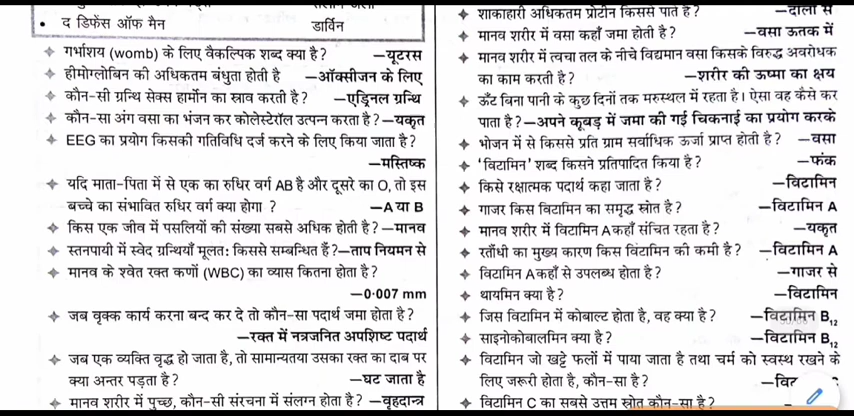 • द डिफेंस ऑफ मैन डार्विन
✦ गर्भाशय (womb) के लिए वैकल्पिक शब्द क्या है? —यूटरस
✦ हीमोग्लोबिन की अधिकतम बंधुता होती है —ऑक्सीजन के लिए
✦ कौन-सी ग्रन्थि सेक्स हार्मोन का स्राव करती है? —एड्रिनल ग्रन्थि
✦ कौन-सा अंग वसा का भंजन कर कोलेस्टेरॉल उत्पन्न करता है? —यकृत
✦ EEG का प्रयोग किसकी गतिविधि दर्ज करने के लिए किया जाता है?
—मस्तिष्क
✦ यदि माता-पिता में से एक का रुधिर वर्ग AB है और दूसरे का O, तो इस
बच्चे का संभावित रुधिर वर्ग क्या होगा ? —A या B
✦ किस एक जीव में पसलियों की संख्या सबसे अधिक होती है? —मानव
✦ स्तनपायी में स्वेद ग्रन्थियाँ मूलत: किससे सम्बन्धित हैं?—ताप नियमन से
✦ मानव के श्वेत रक्त कणों (WBC) का व्यास कितना होता है?
—0·007 mm
✦ जब वृक्क कार्य करना बन्द कर दे तो कौन-सा पदार्थ जमा होता है?
—रक्त में नत्रजनित अपशिष्ट पदार्थ
✦ जब एक व्यक्ति वृद्ध हो जाता है, तो सामान्यतया उसका रक्त का दाब पर
क्या अन्तर पड़ता है? —घट जाता है
✦ मानव शरीर में पुच्छ, कौन-सी संरचना में संलग्न होता है? —वृहदान्त्र
✦ शाकाहारी अधिकतम प्रोटीन किससे पाते हैं? —दालों से
✦ मानव शरीर में वसा कहाँ जमा होती है? —वसा ऊतक में
✦ मानव शरीर में त्वचा तल के नीचे विद्यमान वसा किसके विरुद्ध अवरोधक
का काम करती है? —शरीर की ऊष्मा का क्षय
✦ ऊँट बिना पानी के कुछ दिनों तक मरुस्थल में रहता है। ऐसा वह कैसे कर
पाता है? —अपने कूबड़ में जमा की गई चिकनाई का प्रयोग करके
✦ भोजन में से किससे प्रति ग्राम सर्वाधिक ऊर्जा प्राप्त होती है? —वसा
✦ 'विटामिन' शब्द किसने प्रतिपादित किया है? —फंक
✦ किसे रक्षात्मक पदार्थ कहा जाता है? —विटामिन
✦ गाजर किस विटामिन का समृद्ध स्रोत है? —विटामिन A
✦ मानव शरीर में विटामिन A कहाँ संचित रहता है? —यकृत
✦ रतौंधी का मुख्य कारण किस विटामिन की कमी है? —विटामिन A
✦ विटामिन A कहाँ से उपलब्ध होता है? —गाजर से
✦ थायमिन क्या है? —विटामिन
✦ जिस विटामिन में कोबाल्ट होता है, वह क्या है? —विटामिन B₁₂
✦ साइनोकोबालमिन क्या है? —विटामिन B₁₂
✦ विटामिन जो खट्टे फलों में पाया जाता है तथा चर्म को स्वस्थ रखने के
लिए जरूरी होता है, कौन-सा है?
✦ विटामिन C का सबसे उत्तम स्रोत कौन-सा है?